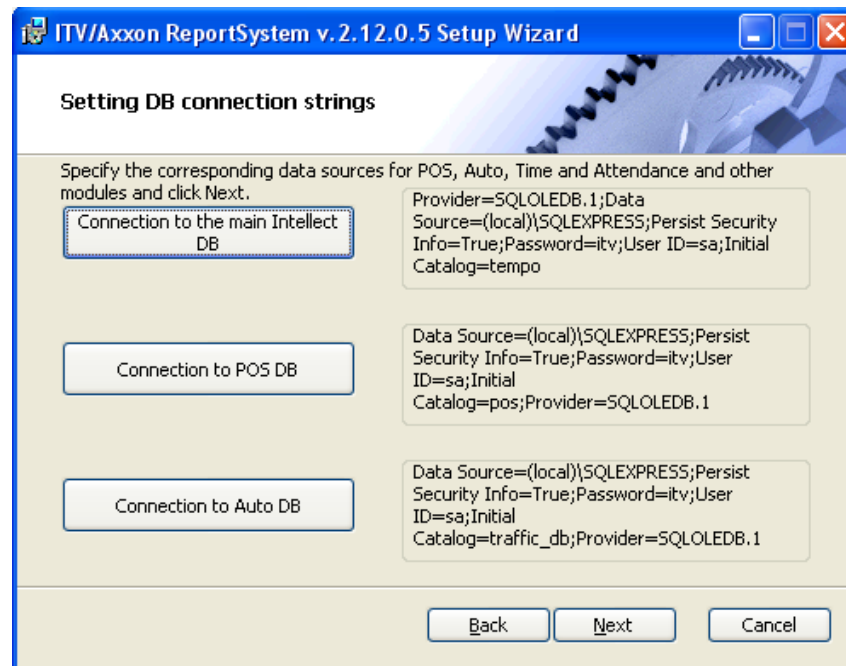 ITV/Axxon ReportSystem v.2.12.0.5 Setup Wizard
Setting DB connection strings
Specify the corresponding data sources for POS, Auto, Time and Attendance and other
modules and click Next.
Connection to the main Intellect
DB
Provider=SQLOLEDB.1;Data
Source=(local)\SQLEXPRESS;Persist Security
Info=True;Password=itv;User ID=sa;Initial
Catalog=tempo
Connection to POS DB
Data Source=(local)\SQLEXPRESS;Persist
Security Info=True;Password=itv;User
ID=sa;Initial
Catalog=pos;Provider=SQLOLEDB.1
Connection to Auto DB
Data Source=(local)\SQLEXPRESS;Persist
Security Info=True;Password=itv;User
ID=sa;Initial
Catalog=traffic_db;Provider=SQLOLEDB.1
Back
Next
Cancel